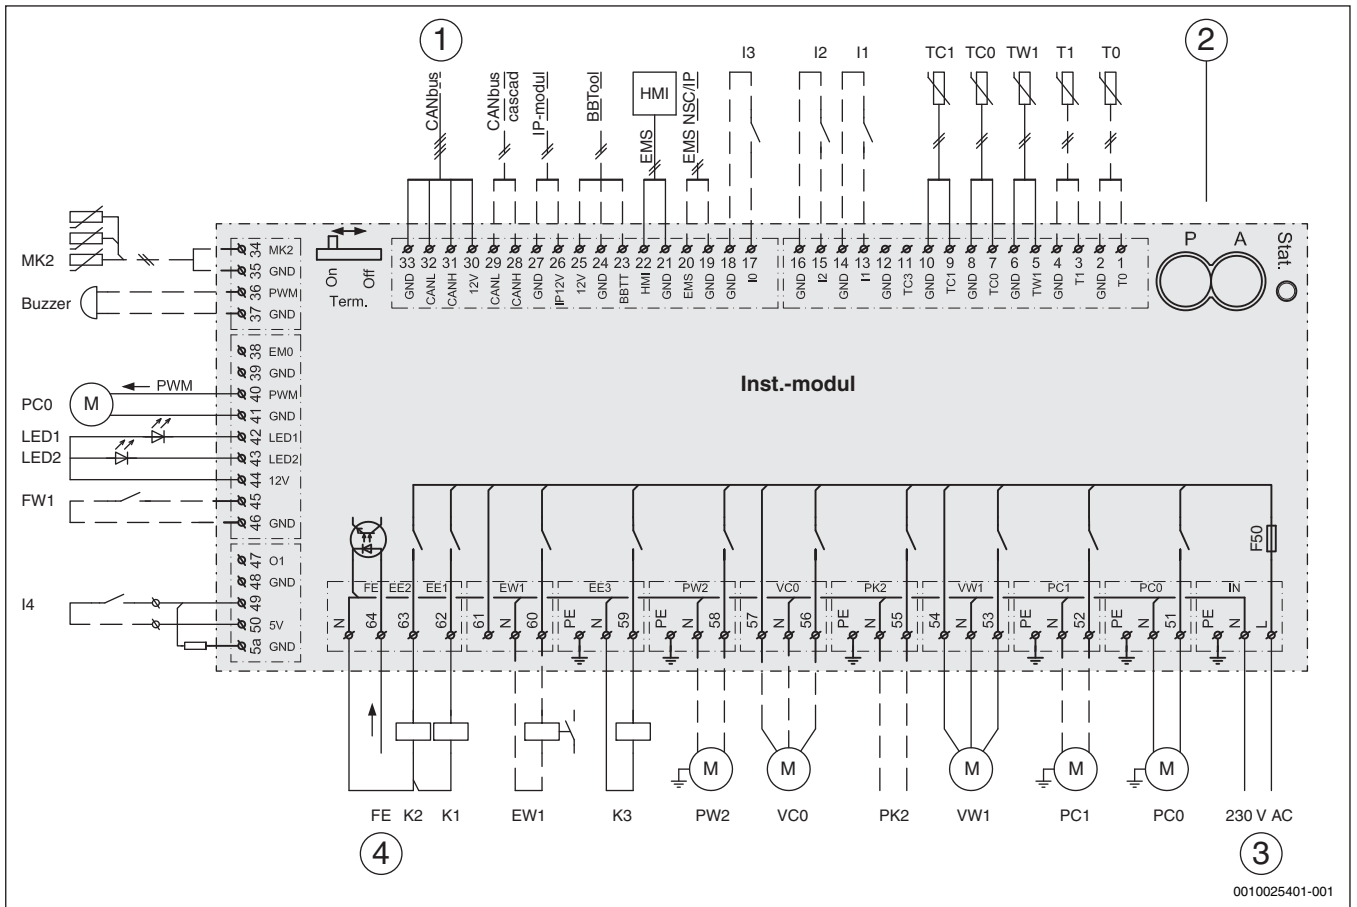 1
2
I3
I2
I1
TC1
TC0
TW1
T1
T0
CANbus
CANbus cascad
IP-modul
BBTool
HMI
EMS
EMS NSC/IP
33 32 31 30 29 28 27 26 25 24 23 22 21 20 19 18 17
GND CANL CANH 12V CANL CANH GND IP12V 12V GND BBTT HMI GND EMS GND GND I0
16 15 14 13 12 11 10 9 8 7 6 5 4 3 2 1
GND I2 GND I1 GND TC3 GND TC1 GND TC0 GND TW1 GND T1 GND T0
P A Stat.
On Off
Term.
MK2
34 MK2
35 GND
Buzzer
36 PWM
37 GND
38 EM0
39 GND
PWM
40 PWM
PC0
M
41 GND
LED1
42 LED1
LED2
43 LED2
44 12V
FW1
45
46 GND
47 O1
48 GND
I4
49
50 5V
5a GND
Inst.-modul
F50
FE EE2 EE1 EW1 EE3 PW2 VC0 PK2 VW1 PC1 PC0 IN
N 64 63 62 61 N 60 PE N 59 PE N 58 57 N 56 PE N 55 54 N 53 PE N 52 PE N 51 PE N L
M M M M M
FE K2 K1 EW1 K3 PW2 VC0 PK2 VW1 PC1 PC0 230 V AC
4
3
0010025401-001